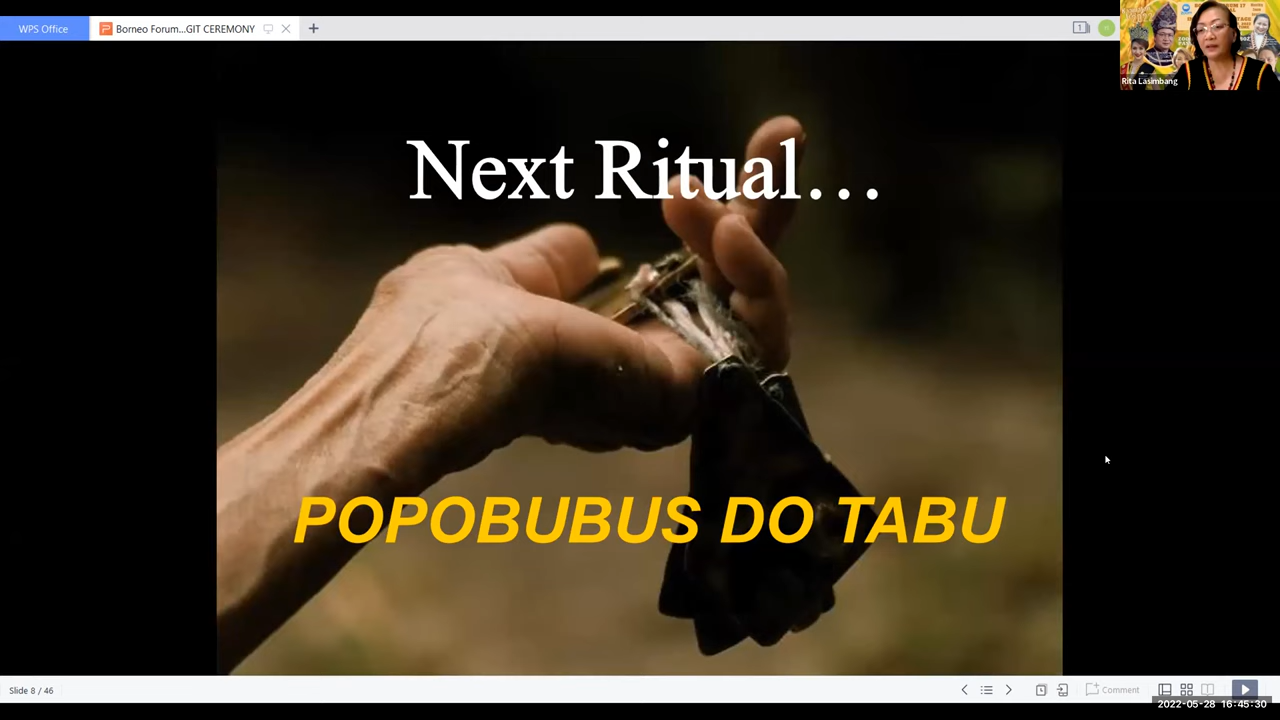 WPS Office
Borneo Forum...GIT CEREMONY
1
Rita Lasimbang
Next Ritual...
POPOBUBUS DO TABU
Slide 8 / 46
Comment
2022-05-28 16:45:30